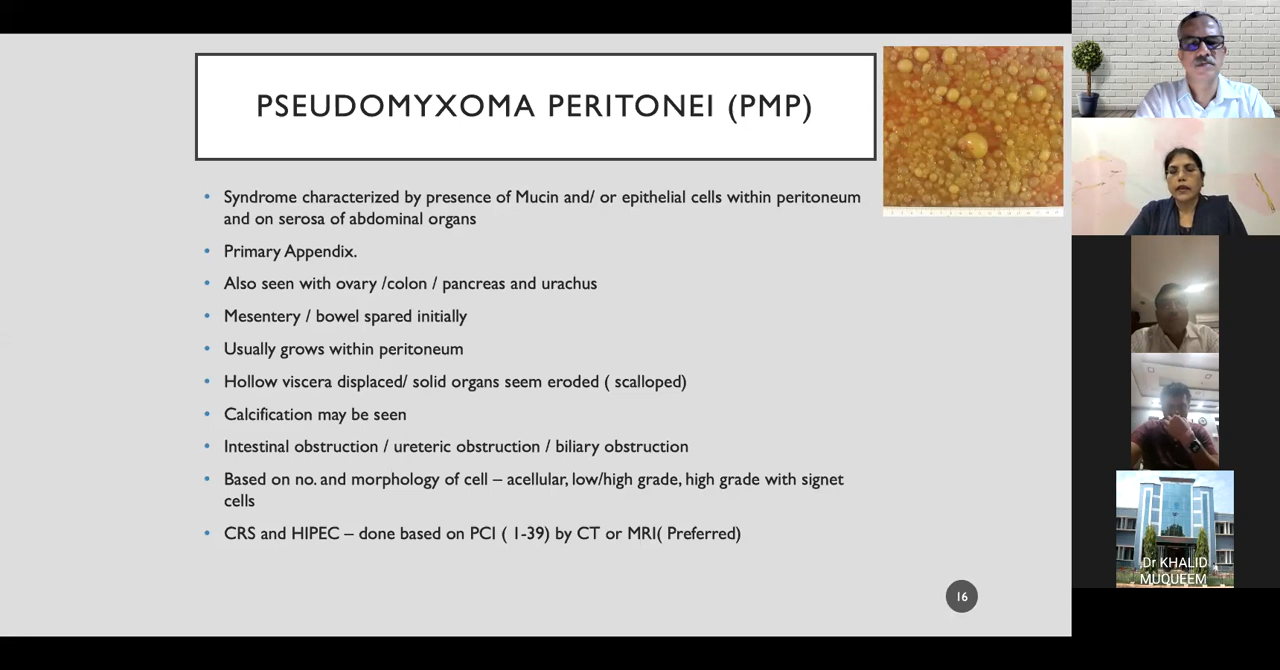 PSEUDOMYXOMA PERITONEI (PMP)
• Syndrome characterized by presence of Mucin and/ or epithelial cells within peritoneum
and on serosa of abdominal organs
• Primary Appendix.
• Also seen with ovary /colon / pancreas and urachus
• Mesentery / bowel spared initially
• Usually grows within peritoneum
• Hollow viscera displaced/ solid organs seem eroded ( scalloped)
• Calcification may be seen
• Intestinal obstruction / ureteric obstruction / biliary obstruction
• Based on no. and morphology of cell – acellular, low/high grade, high grade with signet
cells
• CRS and HIPEC – done based on PCI ( 1-39) by CT or MRI( Preferred)
16
Dr KHALID
MUQUEEM